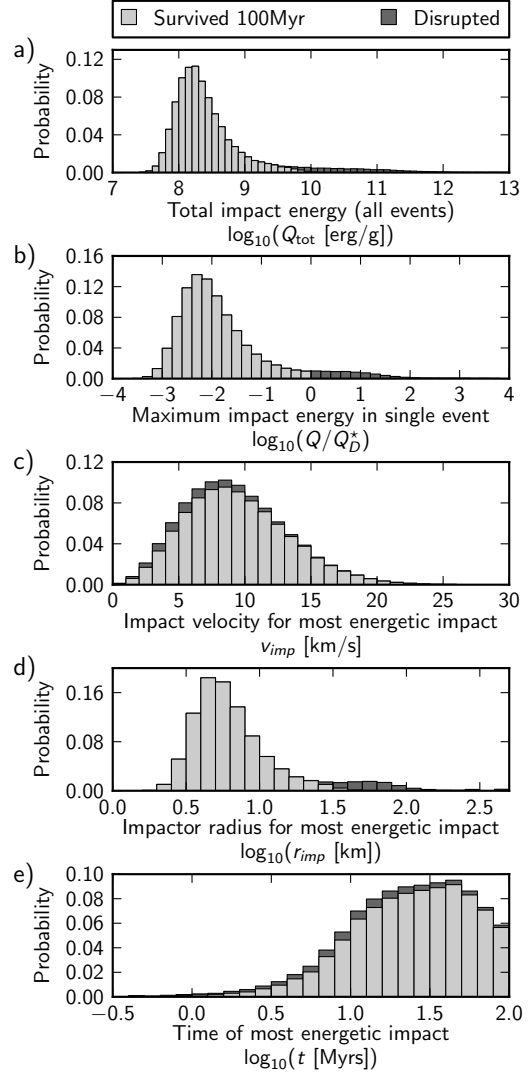 Survived 100Myr Disrupted
a)
Probability
0.12
0.08
0.04
0.00
7 8 9 10 11 12 13
Total impact energy (all events)
log₁₀(Q_tot [erg/g])
b)
Probability
0.16
0.12
0.08
0.04
0.00
−4 −3 −2 −1 0 1 2 3 4
Maximum impact energy in single event
log₁₀(Q/Q*_D)
c)
Probability
0.12
0.08
0.04
0.00
0 5 10 15 20 25 30
Impact velocity for most energetic impact
v_imp [km/s]
d)
Probability
0.16
0.08
0.00
0.0 0.5 1.0 1.5 2.0 2.5
Impactor radius for most energetic impact
log₁₀(r_imp [km])
e)
Probability
0.10
0.08
0.06
0.04
0.02
0.00
−0.5 0.0 0.5 1.0 1.5 2.0
Time of most energetic impact
log₁₀(t [Myrs])